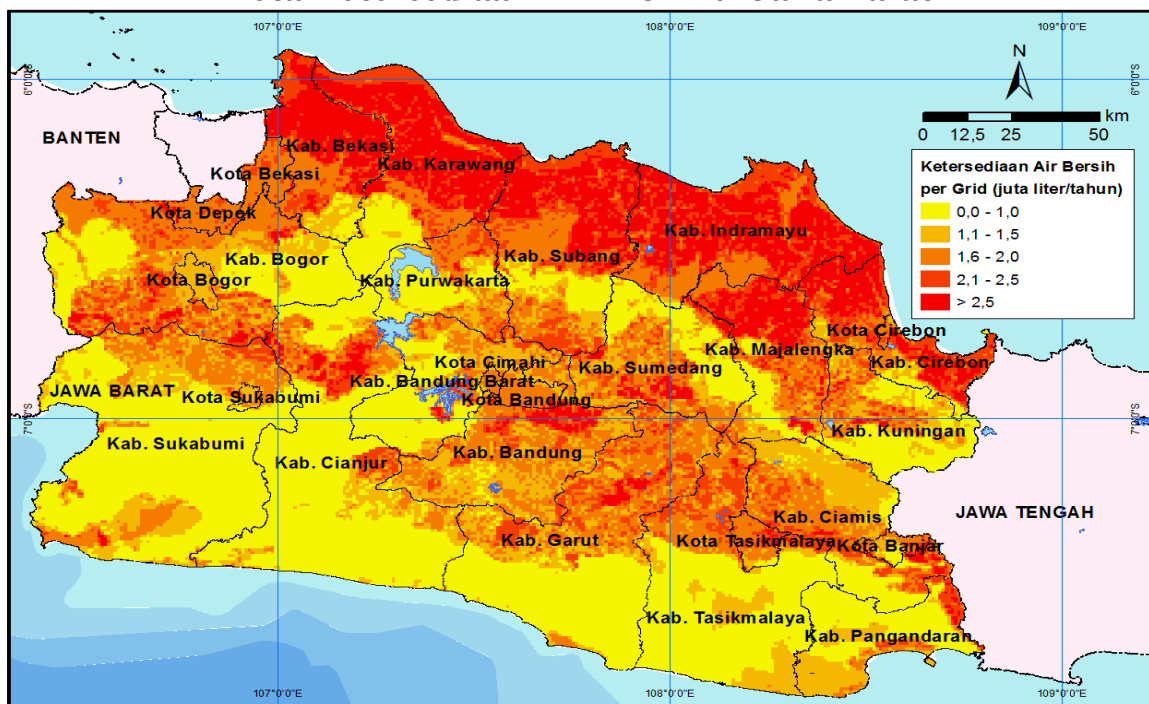 107°0'0"E
108°0'0"E
109°0'0"E
6°0'0"S
6°0'0"S
N
km
0 12,5 25 50
Ketersediaan Air Bersih
per Grid (juta liter/tahun)
0,0 - 1,0
1,1 - 1,5
1,6 - 2,0
2,1 - 2,5
> 2,5
BANTEN
Kab. Bekasi
Kab. Karawang
Kota Bekasi
Kota Depok
Kab. Indramayu
Kab. Bogor
Kab. Subang
Kota Bogor
Kab. Purwakarta
Kota Cirebon
Kab. Majalengka
Kab. Cirebon
Kota Cimahi
Kab. Sumedang
Kab. Bandung Barat
JAWA BARAT
Kota Sukabumi
Kota Bandung
7°0'0"S
7°0'0"S
Kab. Kuningan
Kab. Sukabumi
Kab. Bandung
Kab. Cianjur
JAWA TENGAH
Kab. Ciamis
Kab. Garut
Kota Tasikmalaya
Kota Banjar
Kab. Tasikmalaya
Kab. Pangandaran
107°0'0"E
108°0'0"E
109°0'0"E